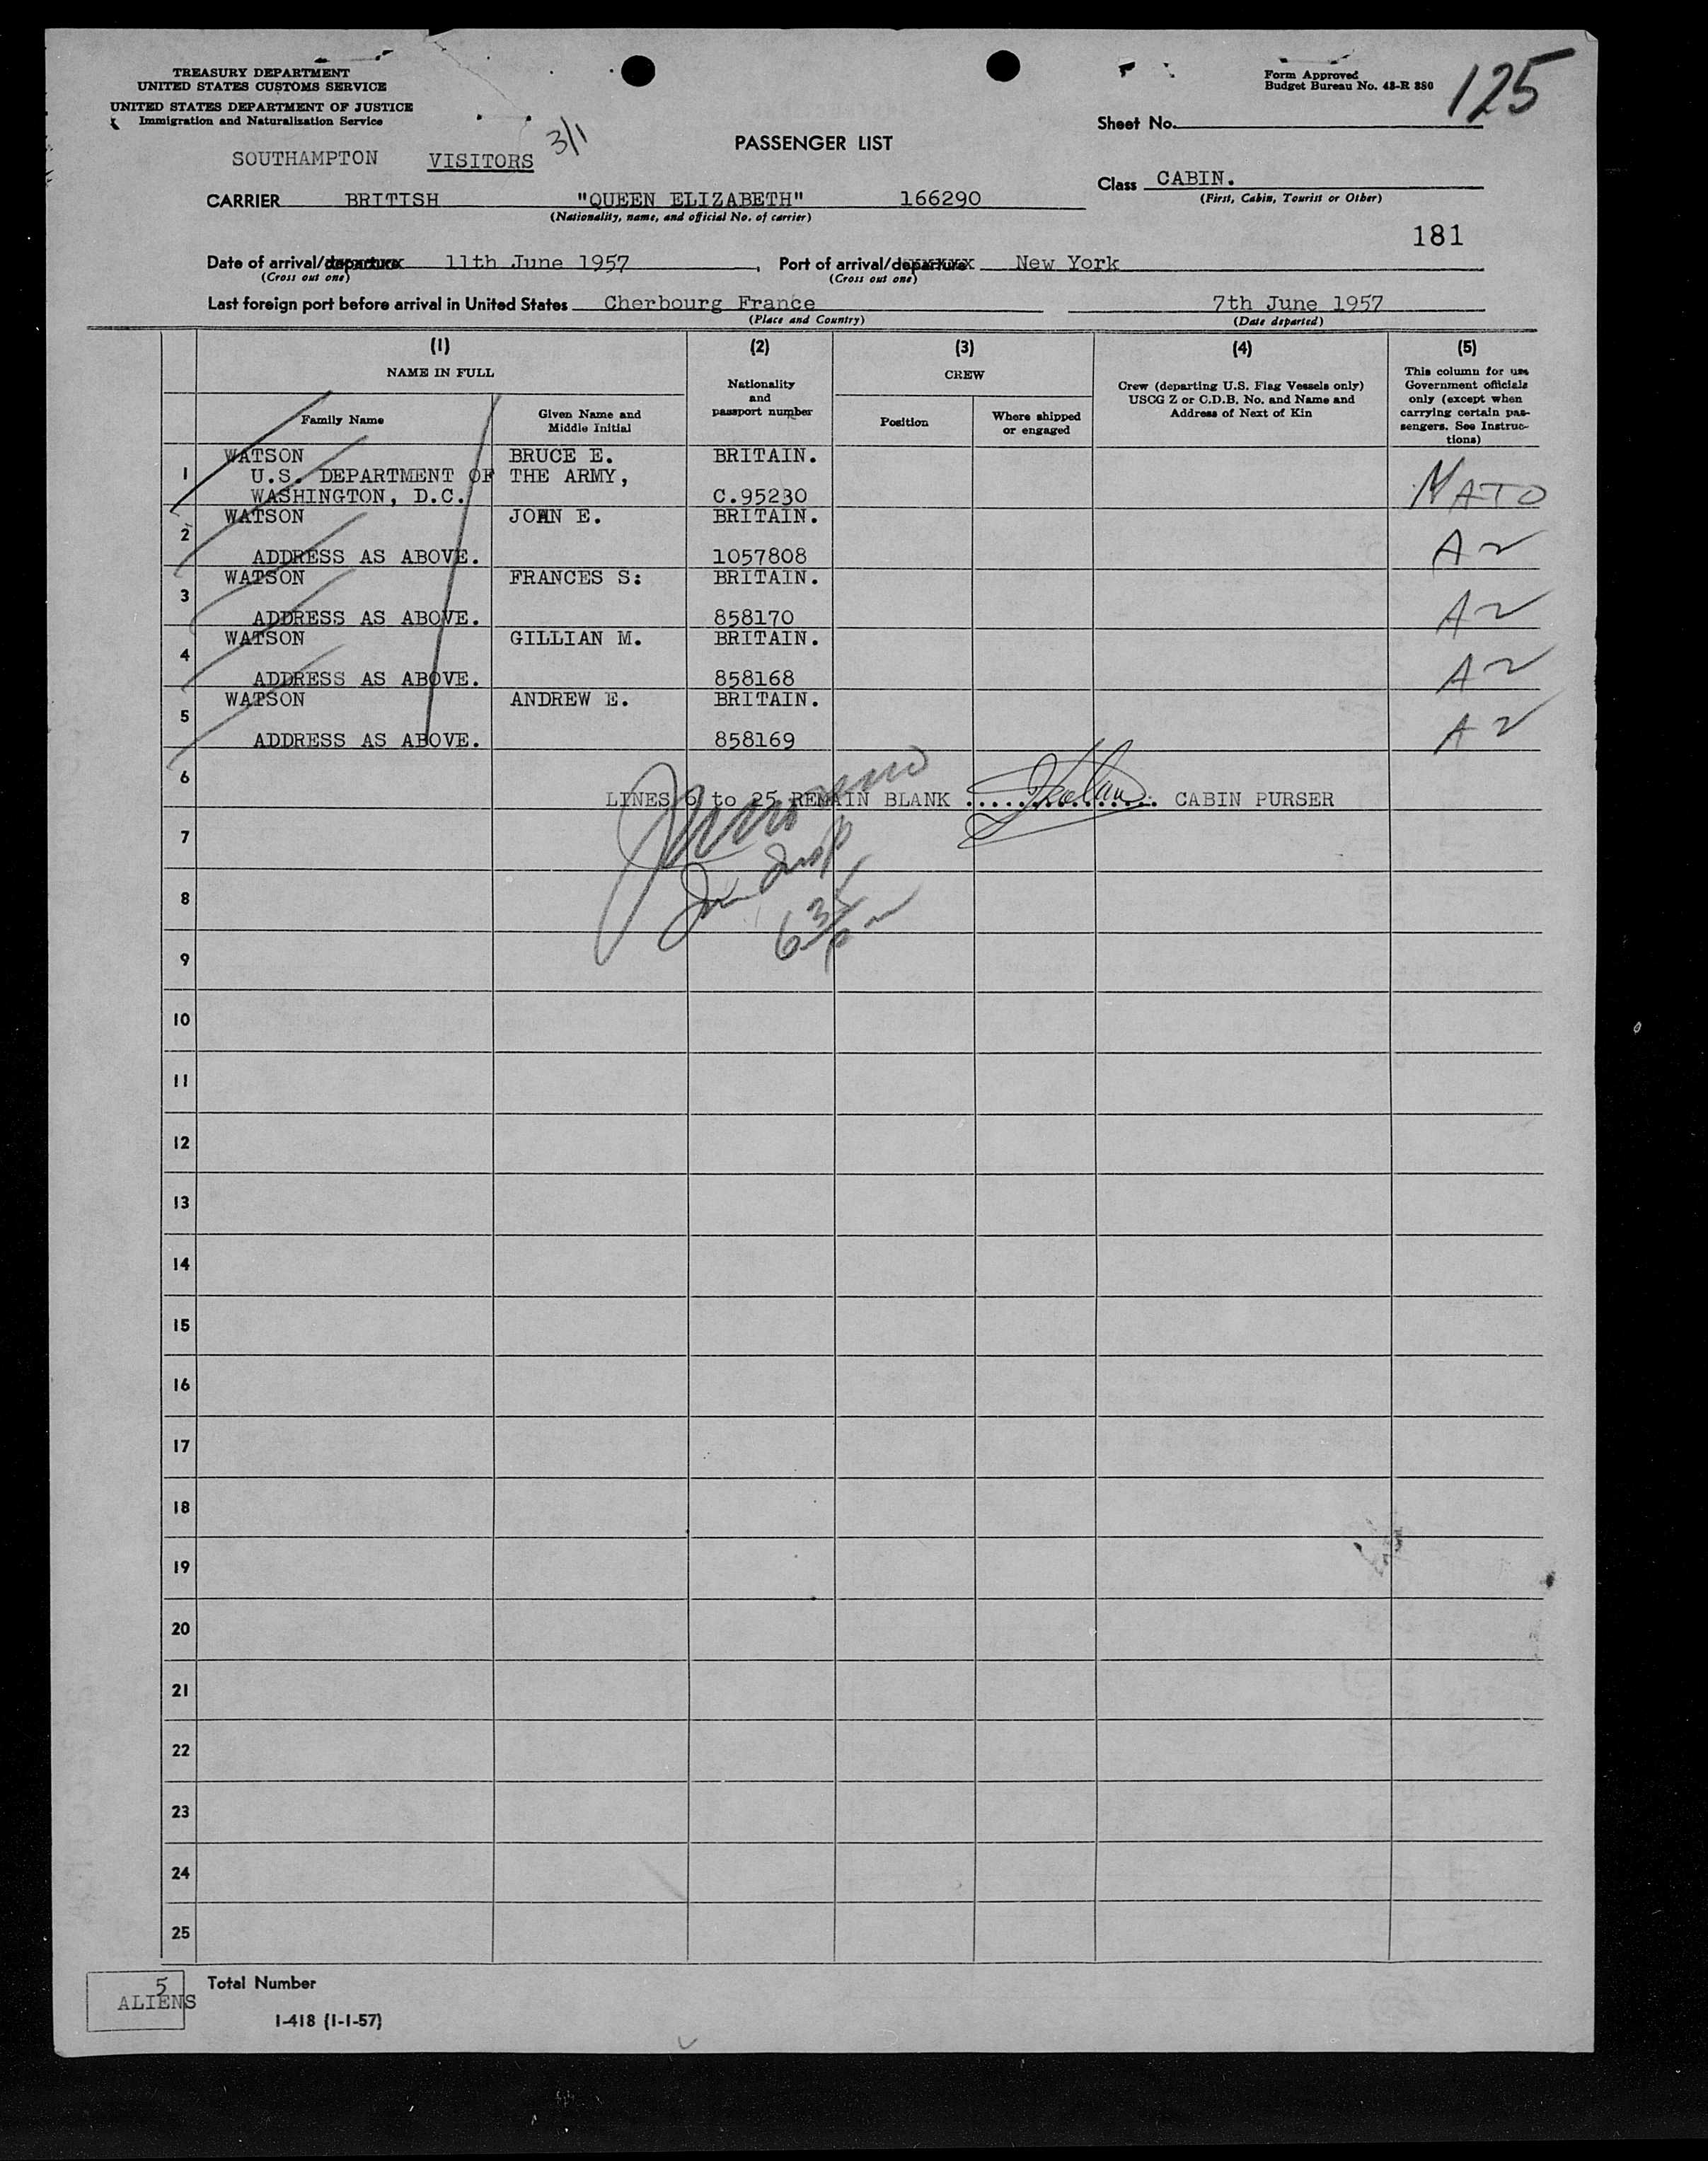 TREASURY DEPARTMENT
UNITED STATES CUSTOMS SERVICE
UNITED STATES DEPARTMENT OF JUSTICE
Immigration and Naturalization Service
Form Approved
Budget Bureau No. 43-R 380
125
Sheet No.
PASSENGER LIST
SOUTHAMPTON VISITORS 3/1
Class CABIN.
(First, Cabin, Tourist or Other)
CARRIER BRITISH "QUEEN ELIZABETH" 166290
(Nationality, name, and official No. of carrier)
181
Date of arrival/departure 11th June 1957, Port of arrival/departure New York
(Cross out one) (Cross out one)
Last foreign port before arrival in United States Cherbourg France 7th June 1957
(Place and Country) (Date departed)
(1) (2) (3) (4) (5)
NAME IN FULL
Family Name
Given Name and
Middle Initial
Nationality
and
passport number
CREW
Position
Where shipped
or engaged
Crew (departing U.S. Flag Vessels only)
USCG Z or C.D.B. No. and Name and
Address of Next of Kin
This column for use
Government officials
only (except when
carrying certain pas-
sengers. See Instruc-
tions)
1 WATSON BRUCE E. BRITAIN. NATO
U.S. DEPARTMENT OF THE ARMY,
WASHINGTON, D.C. C.95230
2 WATSON JOAN E. BRITAIN. A2
ADDRESS AS ABOVE. 1057808
3 WATSON FRANCES S: BRITAIN. A2
ADDRESS AS ABOVE. 858170
4 WATSON GILLIAN M. BRITAIN. A2
ADDRESS AS ABOVE. 858168
5 WATSON ANDREW E. BRITAIN. A2
ADDRESS AS ABOVE. 858169
6
LINES 6 to 25 REMAIN BLANK ................ CABIN PURSER
7
8
635 pm
9
10
11
12
13
14
15
16
17
18
19
20
21
22
23
24
25
5
ALIENS
Total Number
I-418 (1-1-57)